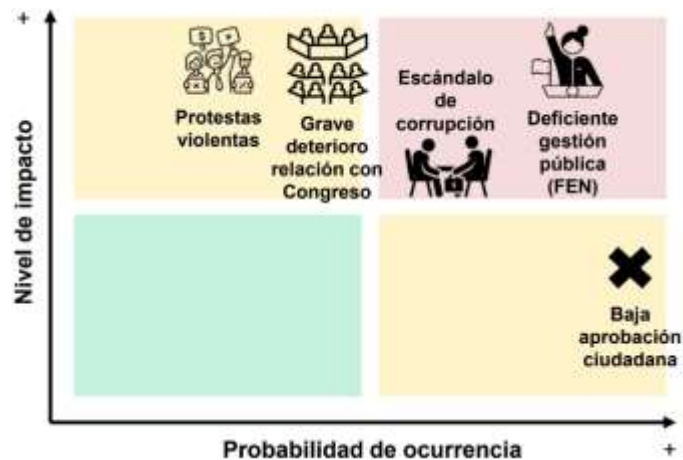 +
Nivel de impacto
Protestas
violentas
Grave
deterioro
relación con
Congreso
Escándalo
de
corrupción
Deficiente
gestión
pública
(FEN)
Baja
aprobación
ciudadana
Probabilidad de ocurrencia
+